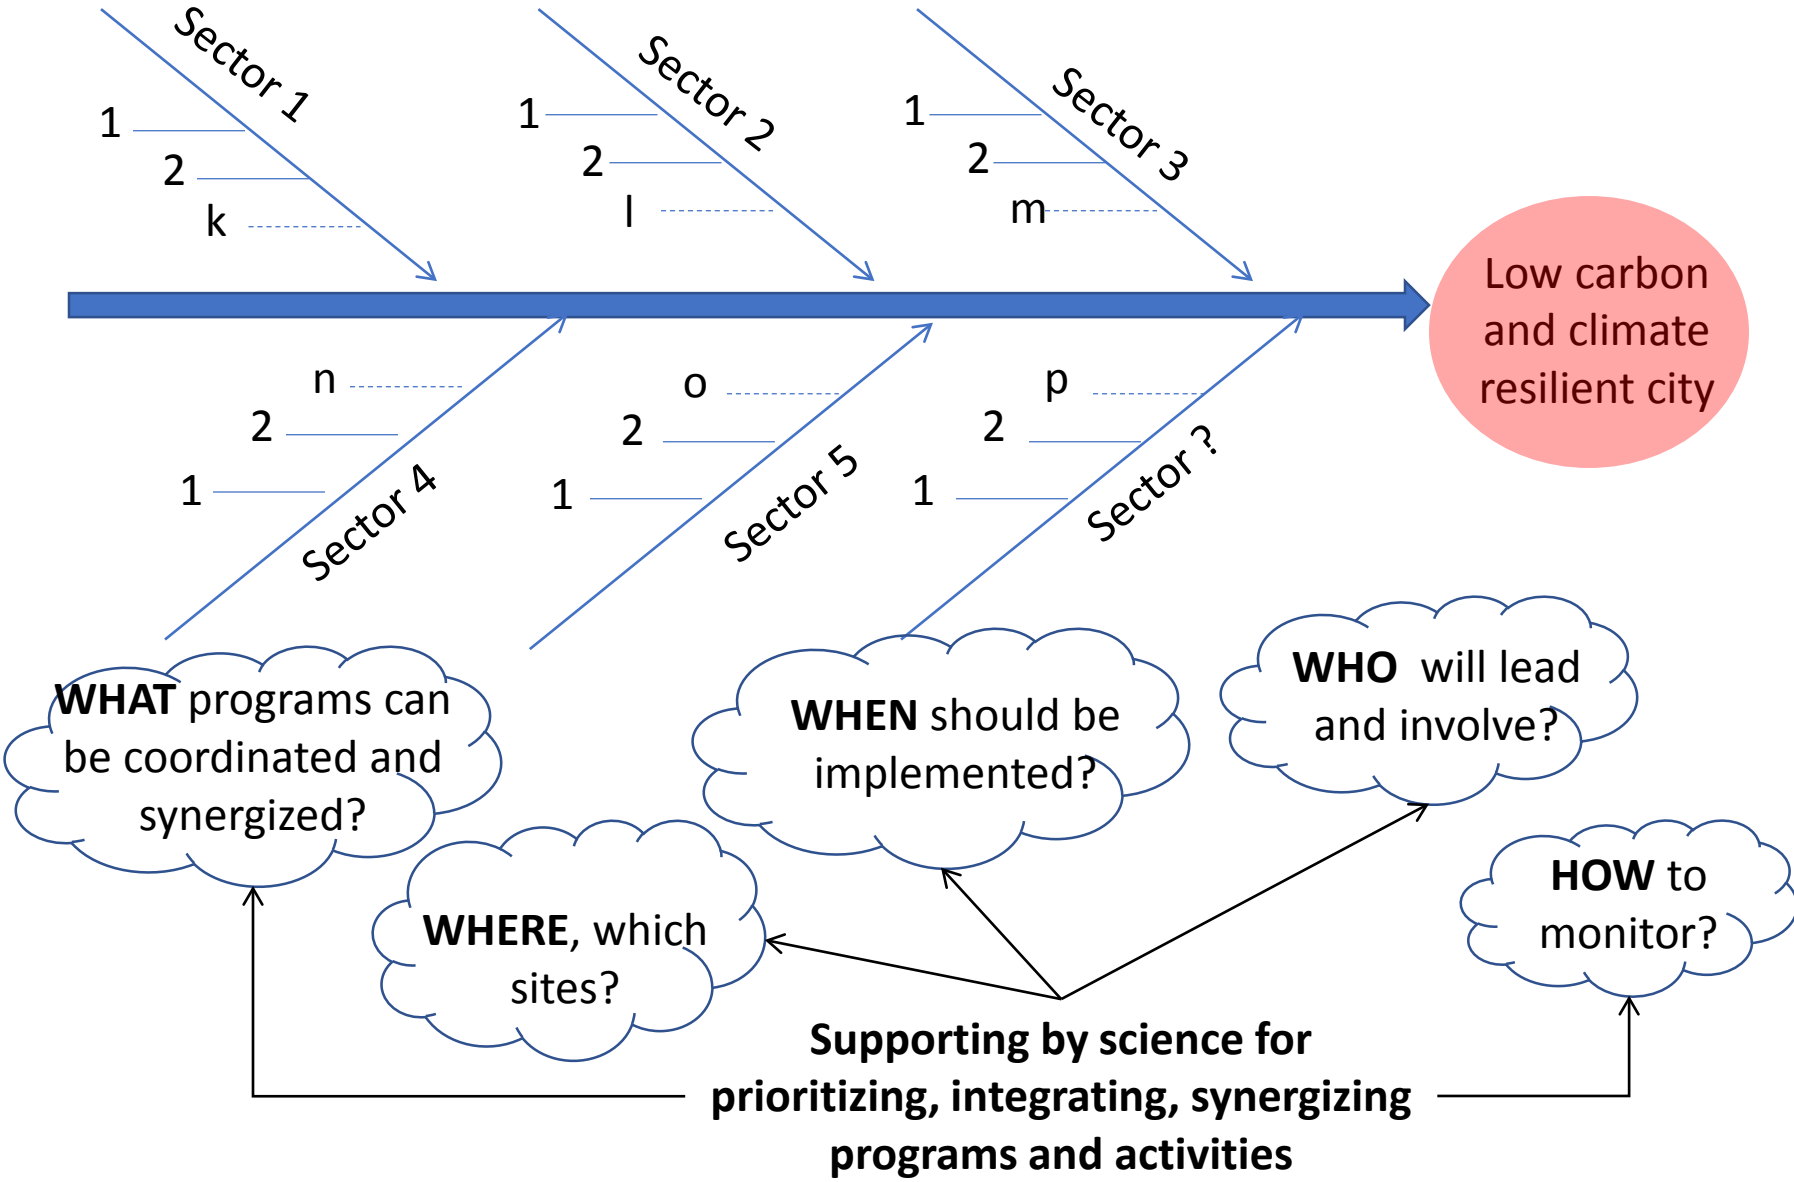 Sector 1
1
2
k
Sector 2
1
2
l
Sector 3
1
2
m
Low carbon
and climate
resilient city
n
2
1
Sector 4
o
2
1
Sector 5
p
2
1
Sector ?
WHAT programs can
be coordinated and
synergized?
WHERE, which
sites?
WHEN should be
implemented?
WHO will lead
and involve?
HOW to
monitor?
Supporting by science for
prioritizing, integrating, synergizing
programs and activities